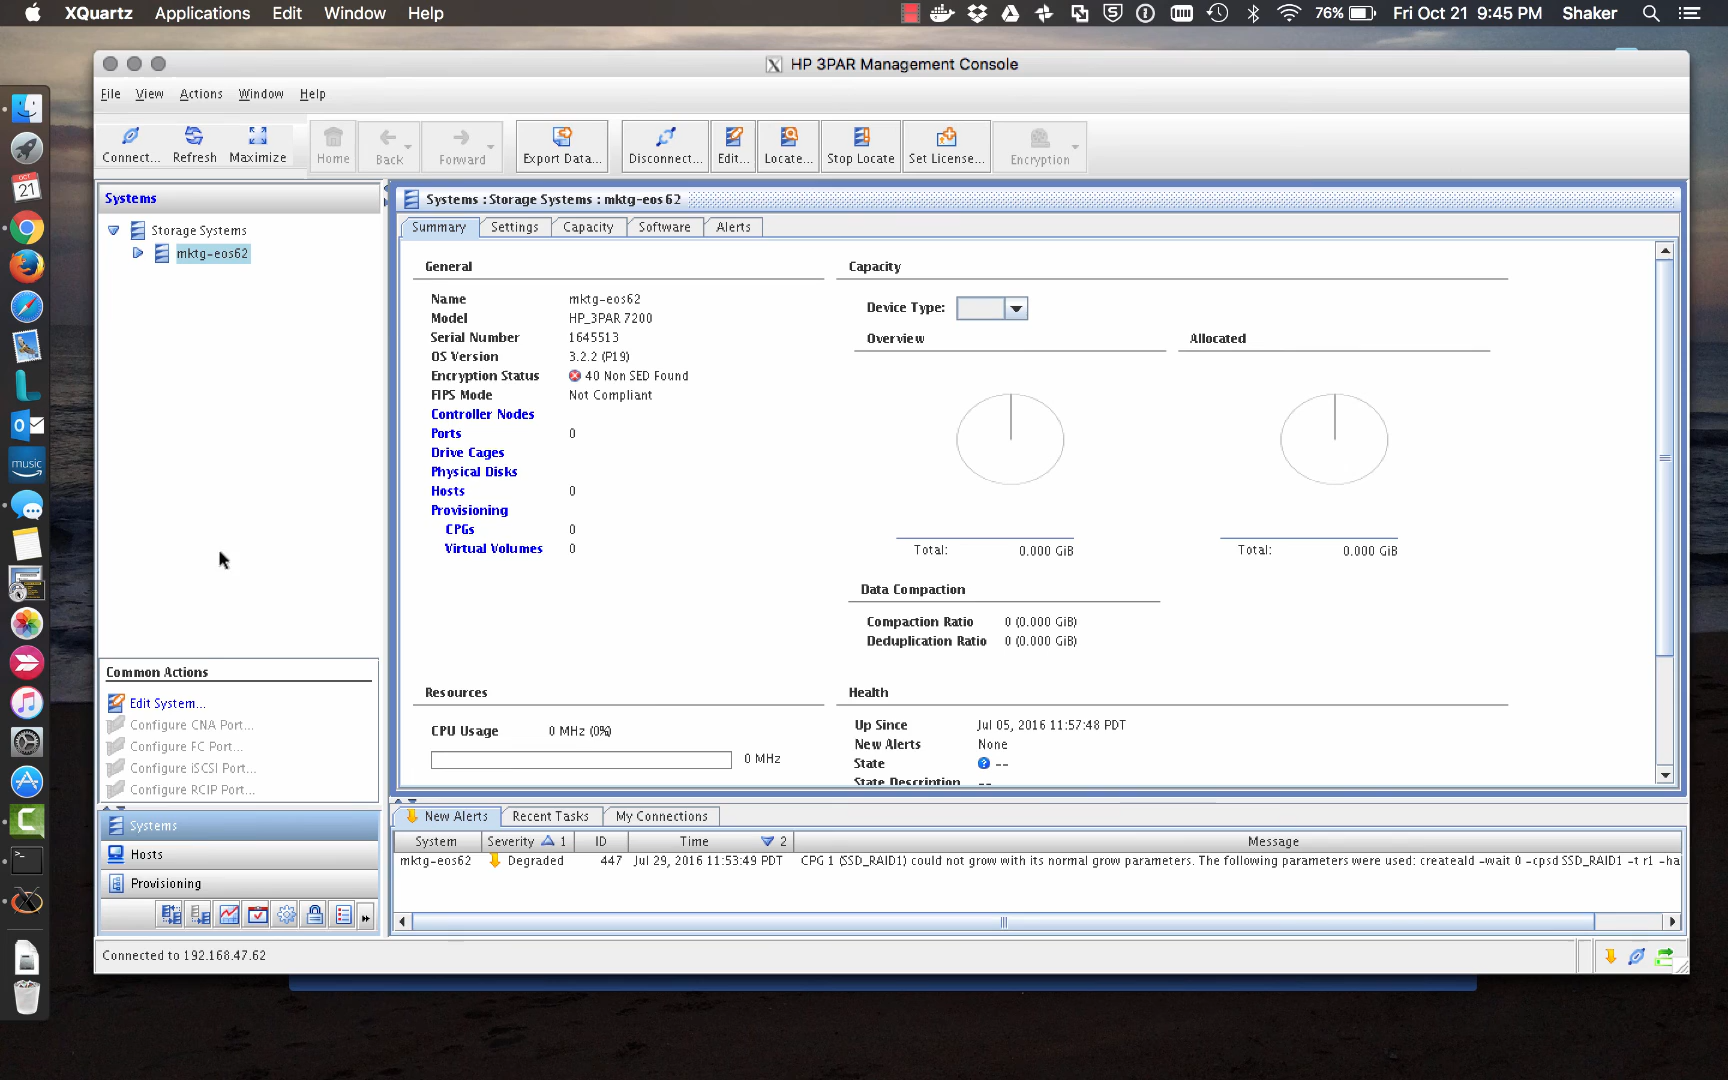 XQuartz Applications Edit Window Help 76% Fri Oct 21 9:45 PM Shaker
HP 3PAR Management Console
File View Actions Window Help
Connect... Refresh Maximize Home Back Forward Export Data... Disconnect... Edit... Locate... Stop Locate Set License... Encryption
Systems
Storage Systems
mktg-eos62
Systems : Storage Systems : mktg-eos62
Summary Settings Capacity Software Alerts
General
Name mktg-eos62
Model HP_3PAR 7200
Serial Number 1645513
OS Version 3.2.2 (P19)
Encryption Status 40 Non SED Found
FIPS Mode Not Compliant
Controller Nodes
Ports 0
Drive Cages
Physical Disks
Hosts 0
Provisioning
CPGs 0
Virtual Volumes 0
Capacity
Device Type:
Overview Allocated
Total: 0.000 GiB Total: 0.000 GiB
Data Compaction
Compaction Ratio 0 (0.000 GiB)
Deduplication Ratio 0 (0.000 GiB)
Resources
CPU Usage 0 MHz (0%)
0 MHz
Health
Up Since Jul 05, 2016 11:57:48 PDT
New Alerts None
State --
State Description --
Common Actions
Edit System...
Configure CNA Port...
Configure FC Port...
Configure iSCSI Port...
Configure RCIP Port...
Systems
Hosts
Provisioning
New Alerts Recent Tasks My Connections
System Severity 1 ID Time 2 Message
mktg-eos62 Degraded 447 Jul 29, 2016 11:53:49 PDT CPG 1 (SSD_RAID1) could not grow with its normal grow parameters. The following parameters were used: createald -wait 0 -cpsd SSD_RAID1 -t r1 -ha
Connected to 192.168.47.62
OCT
21
music